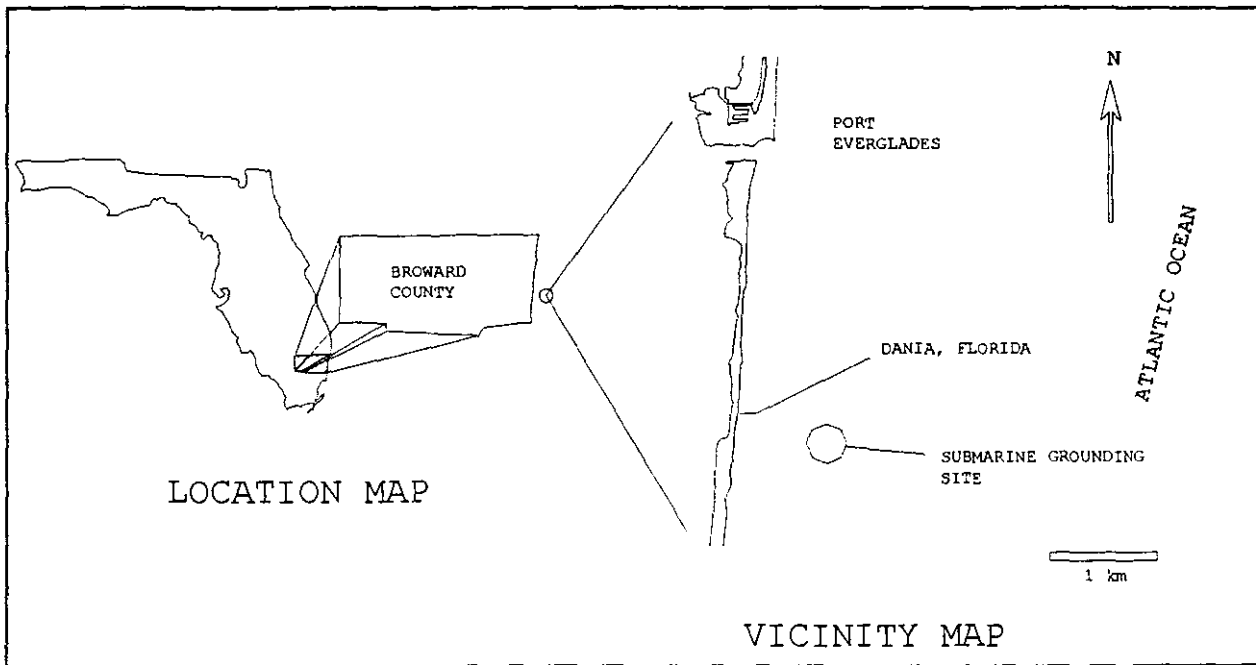 N
PORT
EVERGLADES
BROWARD
COUNTY
ATLANTIC OCEAN
DANIA, FLORIDA
SUBMARINE GROUNDING
SITE
LOCATION MAP
1 km
VICINITY MAP